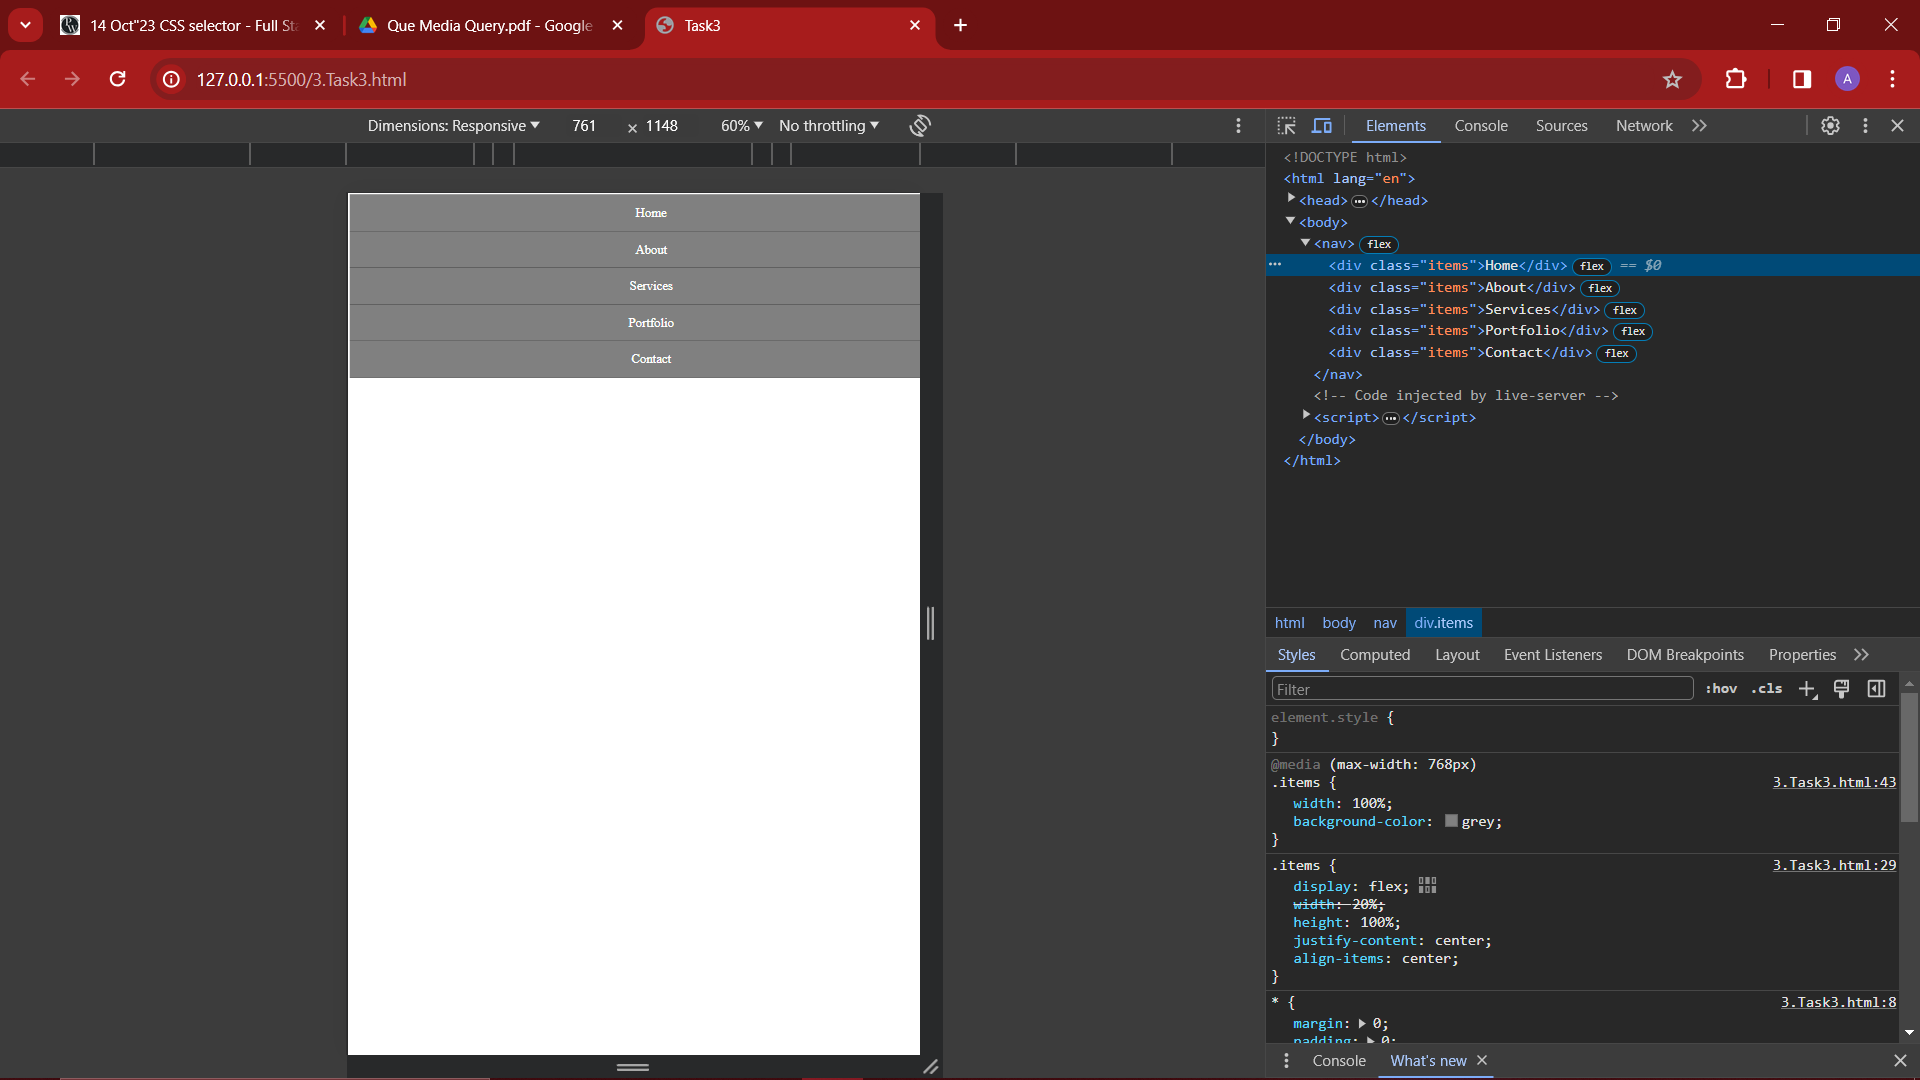 14 Oct"23 CSS selector - Full Sta
Que Media Query.pdf - Google
Task3
127.0.0.1:5500/3.Task3.html
A
Dimensions: Responsive
761
×
1148
60%
No throttling
Elements
Console
Sources
Network
Home
About
Services
Portfolio
Contact
<!DOCTYPE html>
<html lang="en">
<head> ••• </head>
<body>
<nav> flex
••• <div class="items">Home</div> flex == $0
<div class="items">About</div> flex
<div class="items">Services</div> flex
<div class="items">Portfolio</div> flex
<div class="items">Contact</div> flex
</nav>
<!-- Code injected by live-server -->
<script> ••• </script>
</body>
</html>
html
body
nav
div.items
Styles
Computed
Layout
Event Listeners
DOM Breakpoints
Properties
Filter
:hov
.cls
element.style {
}
@media (max-width: 768px)
.items {
3.Task3.html:43
width: 100%;
background-color: grey;
}
.items {
3.Task3.html:29
display: flex;
width: 20%;
height: 100%;
justify-content: center;
align-items: center;
}
* {
3.Task3.html:8
margin: 0;
padding: 0;
Console
What's new